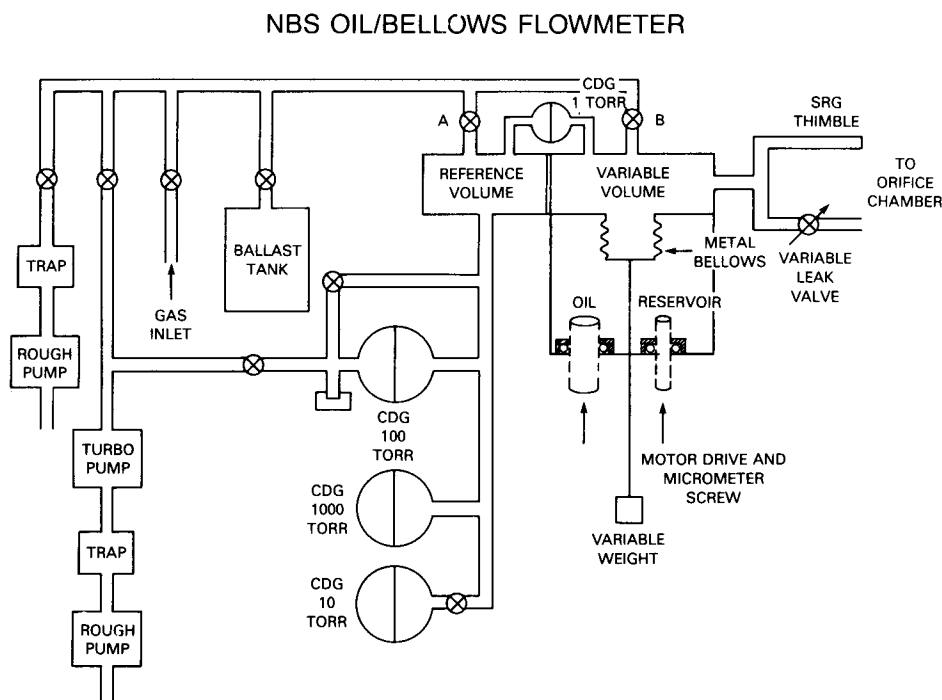 NBS OIL/BELLOWS FLOWMETER
CDG
1 TORR
A
B
SRG
THIMBLE
REFERENCE
VOLUME
VARIABLE
VOLUME
TO
ORIFICE
CHAMBER
TRAP
BALLAST
TANK
METAL
BELLOWS
VARIABLE
LEAK
VALVE
GAS
INLET
OIL
RESERVOIR
ROUGH
PUMP
CDG
100
TORR
TURBO
PUMP
MOTOR DRIVE AND
MICROMETER
SCREW
CDG
1000
TORR
VARIABLE
WEIGHT
TRAP
CDG
10
TORR
ROUGH
PUMP